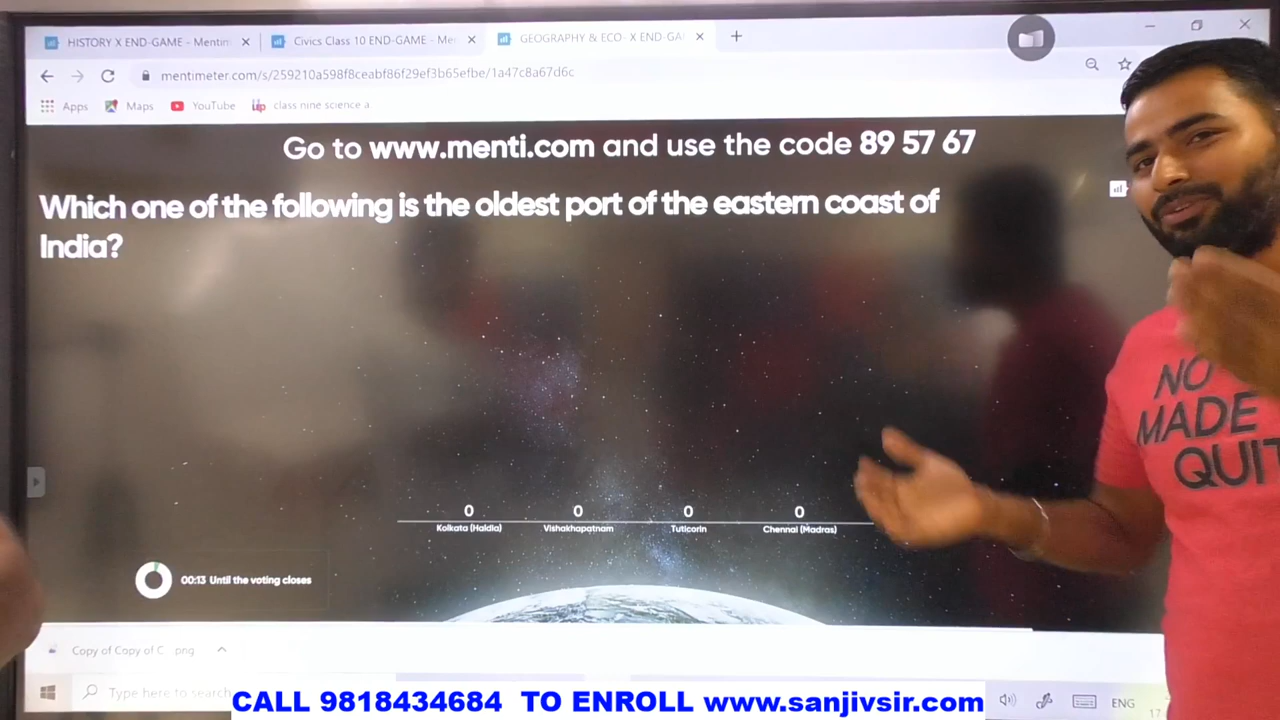 HISTORY X END-GAME - Mentim
Civics Class 10 END-GAME - Me
GEOGRAPHY & ECO- X END-GA
mentimeter.com/s/259210a598f8ceabf86f29ef3b65efbe/1a47c8a67d6c
Apps
Maps
YouTube
class nine science a
Go to www.menti.com and use the code 89 57 67
Which one of the following is the oldest port of the eastern coast of
India?
0 0 0 0
Kolkata (Haldia) Vishakhapatnam Tuticorin Chennai (Madras)
00:13 Until the voting closes
NO
MADE
QUIT
Copy of Copy of C png
Type here to search
ENG
17
CALL 9818434684 TO ENROLL www.sanjivsir.com